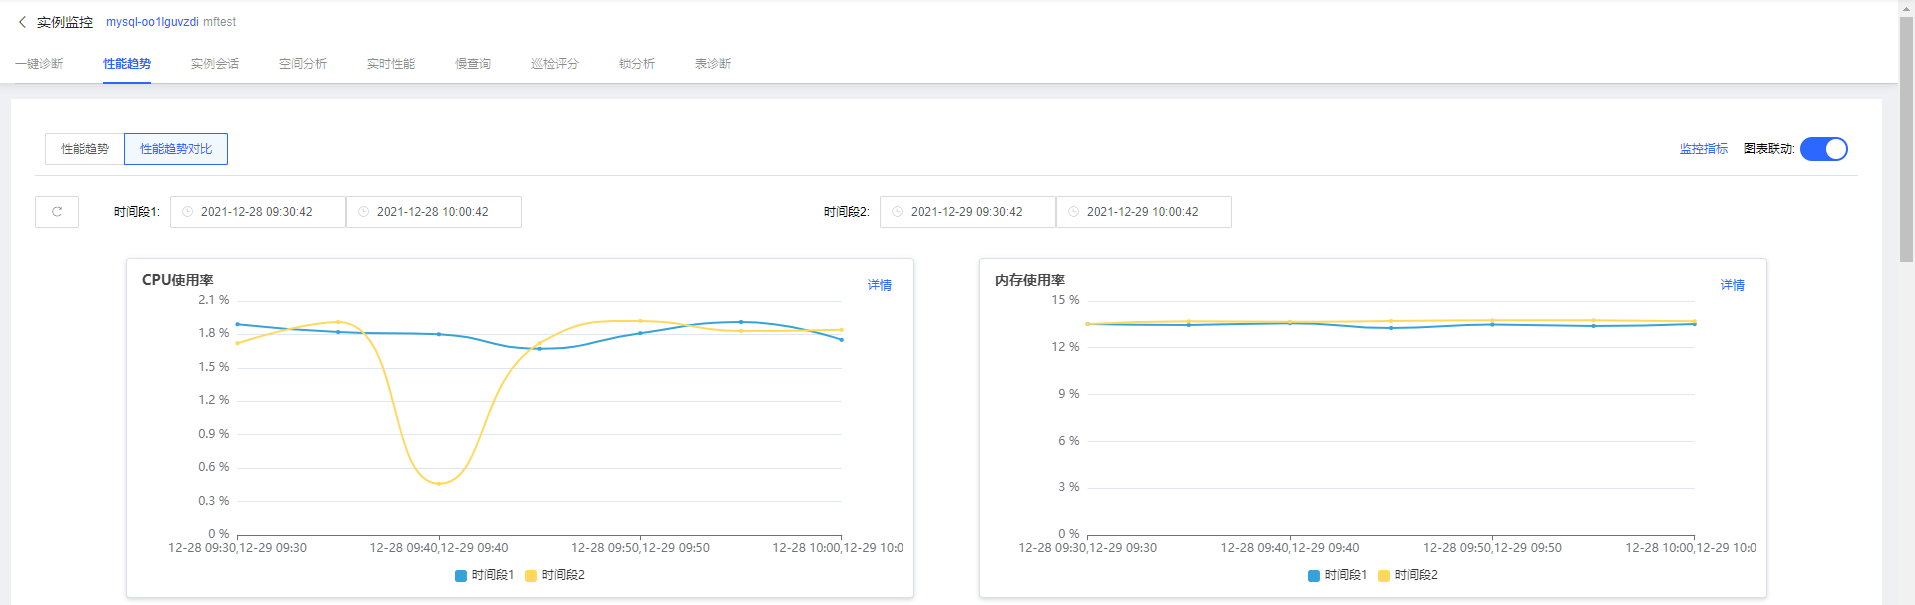 实例监控 mysql-oo1lguvzdi mftest
一键诊断 性能趋势 实例会话 空间分析 实时性能 慢查询 巡检评分 锁分析 表诊断
性能趋势 性能趋势对比 监控指标 图表联动:
时间段1: 2021-12-28 09:30:42 2021-12-28 10:00:42 时间段2: 2021-12-29 09:30:42 2021-12-29 10:00:42
CPU使用率
详情
2.1 %
1.8 %
1.5 %
1.2 %
0.9 %
0.6 %
0.3 %
0 %
12-28 09:30,12-29 09:30 12-28 09:40,12-29 09:40 12-28 09:50,12-29 09:50 12-28 10:00,12-29 10:0
时间段1 时间段2
内存使用率
详情
15 %
12 %
9 %
6 %
3 %
0 %
12-28 09:30,12-29 09:30 12-28 09:40,12-29 09:40 12-28 09:50,12-29 09:50 12-28 10:00,12-29 10:0
时间段1 时间段2